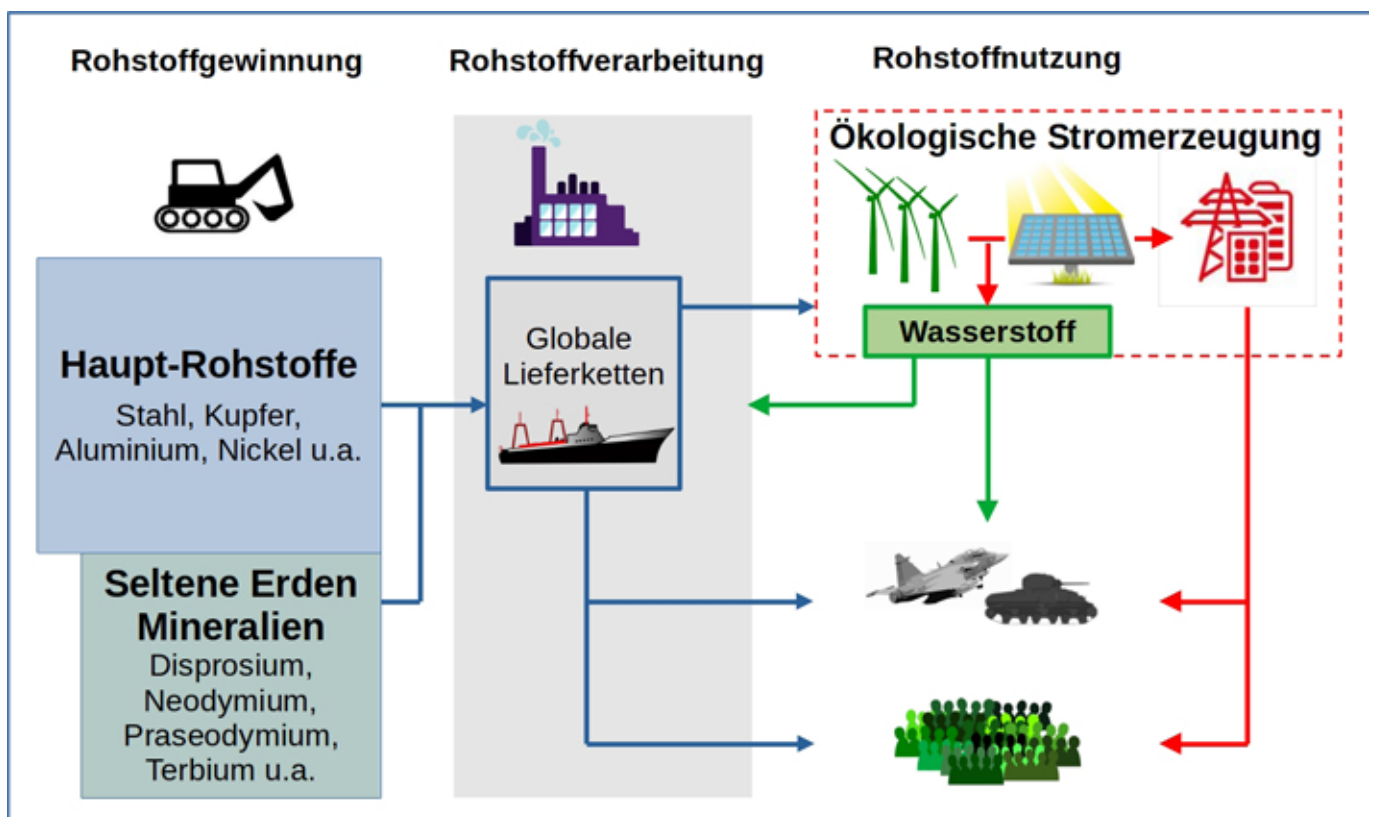 Rohstoffgewinnung
Rohstoffverarbeitung
Rohstoffnutzung
Ökologische Stromerzeugung
Wasserstoff
Globale
Lieferketten
Haupt-Rohstoffe
Stahl, Kupfer,
Aluminium, Nickel u.a.
Seltene Erden
Mineralien
Disprosium,
Neodymium,
Praseodymium,
Terbium u.a.